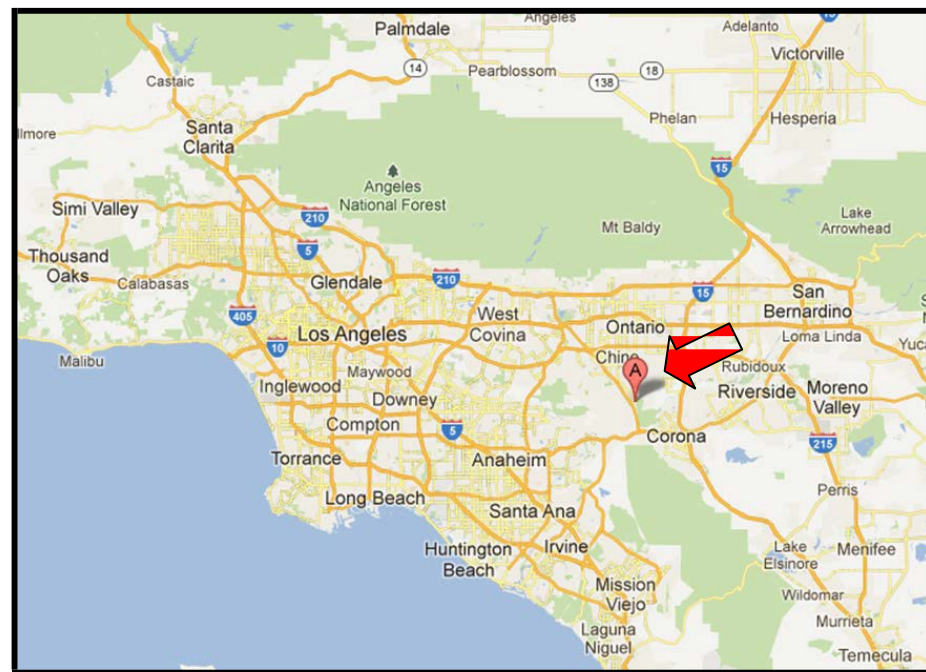 Angeles
15
Palmdale
Adelanto
Victorville
14
Pearblossom
138
18
Castaic
Phelan
Hesperia
Santa
Clarita
llmore
15
Angeles
National Forest
Simi Valley
210
Mt Baldy
Lake
Arrowhead
5
Thousand
Oaks
Calabasas
Glendale
210
15
San
Bernardino
405
West
Covina
Ontario
Los Angeles
Loma Linda
Yuca
10
Malibu
Chino
Maywood
Rubidoux
A
Inglewood
Downey
Riverside
Moreno
Valley
Compton
5
Corona
215
Torrance
Anaheim
Long Beach
Santa Ana
Perris
Huntington
Beach
Irvine
Lake
Elsinore
Menifee
Mission
Viejo
Wildomar
Murrieta
Laguna
Niguel
Temecula